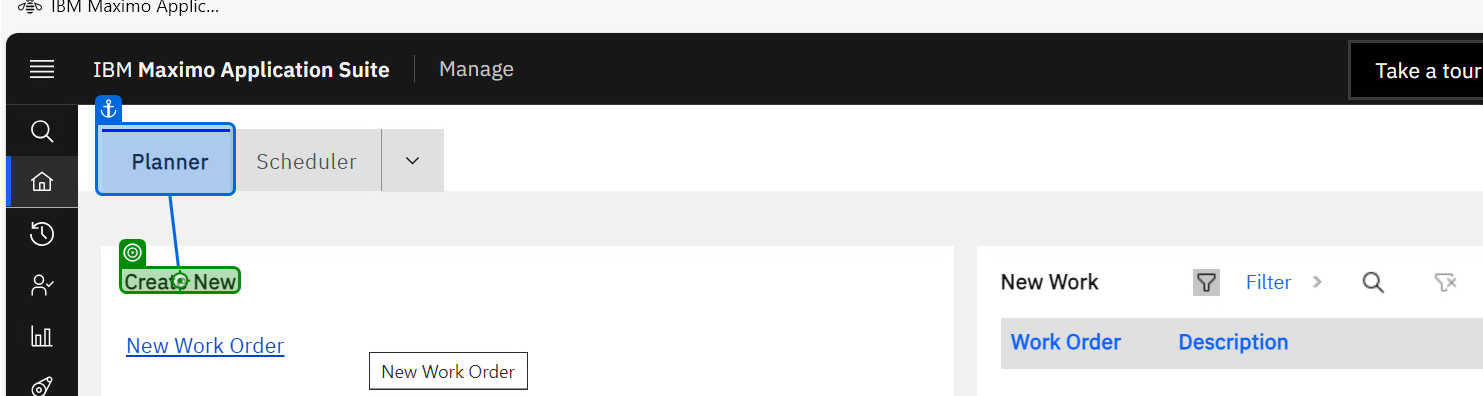 IBM Maximo Applic...
IBM Maximo Application Suite Manage Take a tour
Planner Scheduler
Create New
New Work Order
New Work Order
New Work Filter
Work Order Description